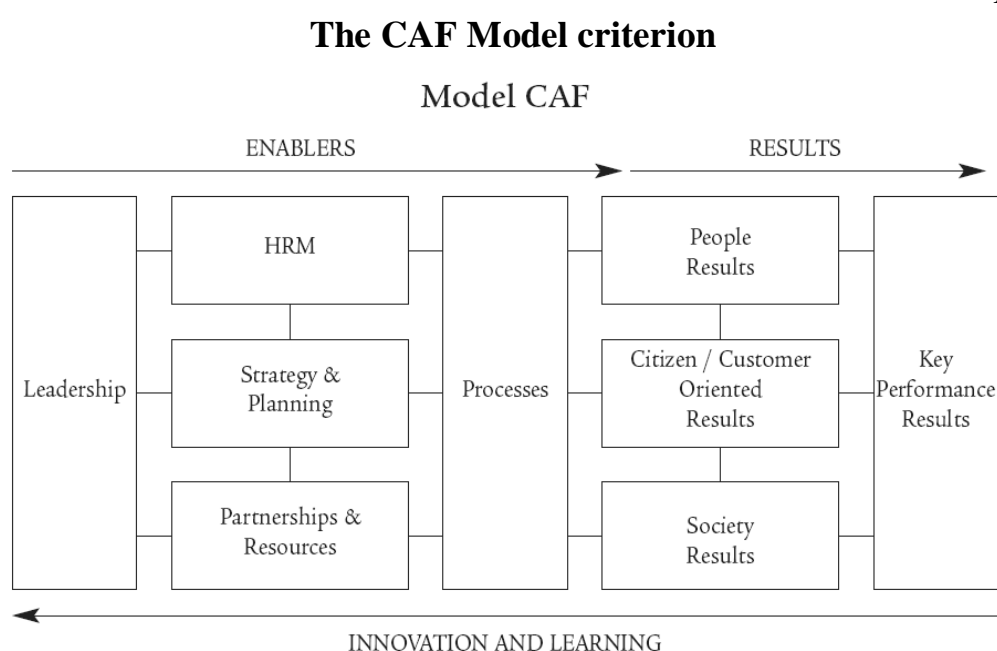 The CAF Model criterion
Model CAF
ENABLERS
RESULTS
Leadership
HRM
Strategy &
Planning
Partnerships &
Resources
Processes
People
Results
Citizen / Customer
Oriented
Results
Society
Results
Key
Performance
Results
INNOVATION AND LEARNING